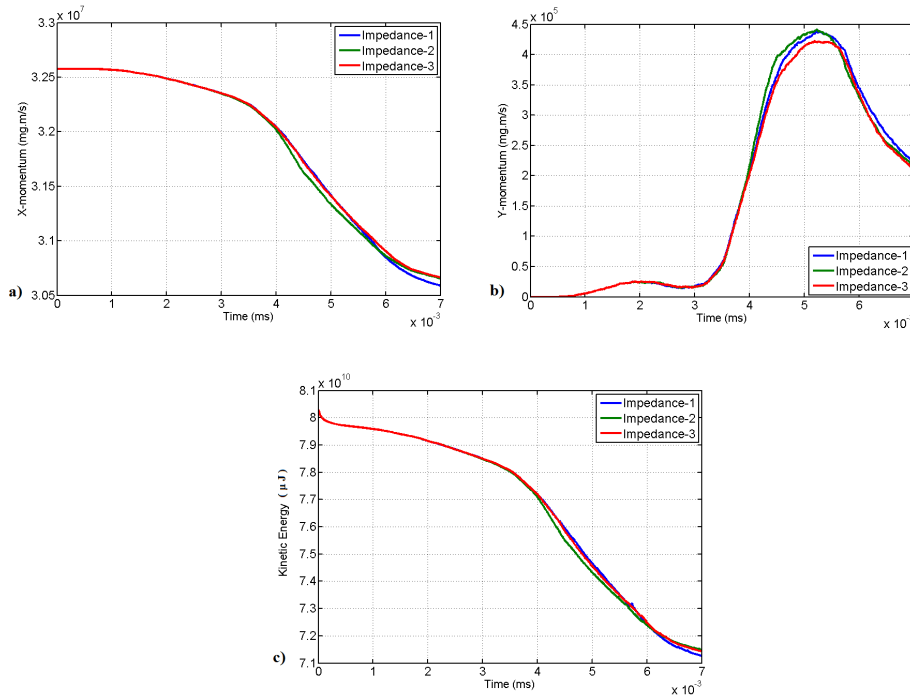 x 10^7
3.3
3.25
3.2
3.15
3.1
3.05
X-momentum (mg.m/s)
Impedance-1
Impedance-2
Impedance-3
0 1 2 3 4 5 6 7
Time (ms)
x 10^-3
a)
x 10^5
4.5
4
3.5
3
2.5
2
1.5
1
0.5
0
Y-momentum (mg.m/s)
Impedance-1
Impedance-2
Impedance-3
0 1 2 3 4 5 6
Time (ms)
b)
x 10^10
8.1
8
7.9
7.8
7.7
7.6
7.5
7.4
7.3
7.2
7.1
Kinetic Energy (μJ)
Impedance-1
Impedance-2
Impedance-3
0 1 2 3 4 5 6 7
Time (ms)
x 10^-3
c)